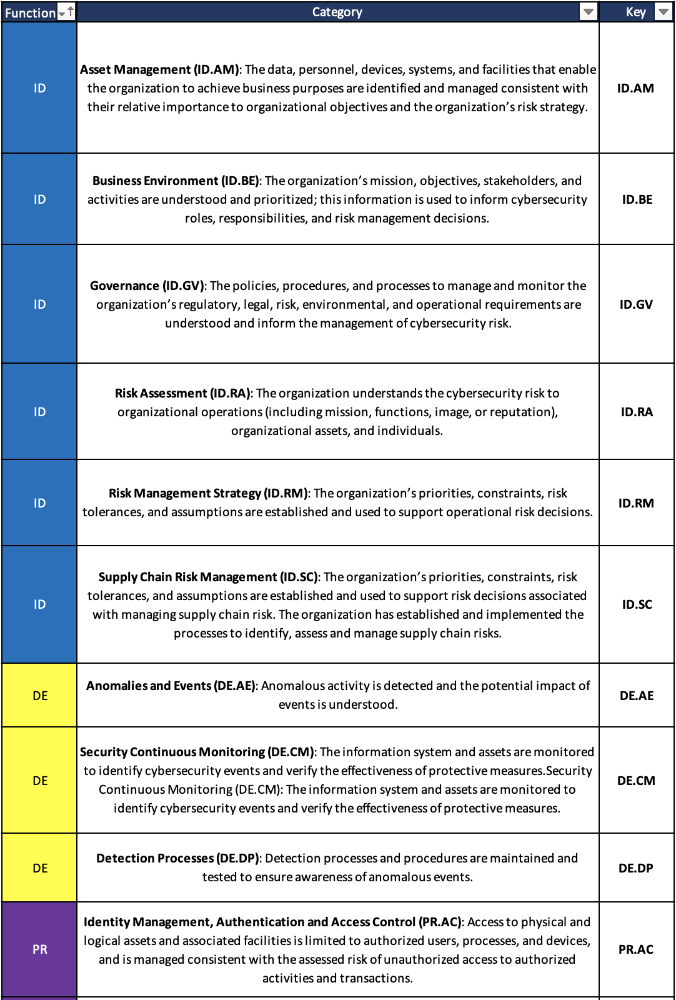 Function Category Key
Asset Management (ID.AM): The data, personnel, devices, systems, and facilities that enable
ID the organization to achieve business purposes are identified and managed consistent with ID.AM
their relative importance to organizational objectives and the organization’s risk strategy.
Business Environment (ID.BE): The organization’s mission, objectives, stakeholders, and
ID activities are understood and prioritized; this information is used to inform cybersecurity ID.BE
roles, responsibilities, and risk management decisions.
Governance (ID.GV): The policies, procedures, and processes to manage and monitor the
ID organization’s regulatory, legal, risk, environmental, and operational requirements are ID.GV
understood and inform the management of cybersecurity risk.
Risk Assessment (ID.RA): The organization understands the cybersecurity risk to
ID organizational operations (including mission, functions, image, or reputation), ID.RA
organizational assets, and individuals.
Risk Management Strategy (ID.RM): The organization’s priorities, constraints, risk
ID tolerances, and assumptions are established and used to support operational risk decisions. ID.RM
Supply Chain Risk Management (ID.SC): The organization’s priorities, constraints, risk
tolerances, and assumptions are established and used to support risk decisions associated
ID with managing supply chain risk. The organization has established and implemented the ID.SC
processes to identify, assess and manage supply chain risks.
Anomalies and Events (DE.AE): Anomalous activity is detected and the potential impact of
DE events is understood. DE.AE
Security Continuous Monitoring (DE.CM): The information system and assets are monitored
to identify cybersecurity events and verify the effectiveness of protective measures.Security
DE Continuous Monitoring (DE.CM): The information system and assets are monitored to DE.CM
identify cybersecurity events and verify the effectiveness of protective measures.
Detection Processes (DE.DP): Detection processes and procedures are maintained and
DE tested to ensure awareness of anomalous events. DE.DP
Identity Management, Authentication and Access Control (PR.AC): Access to physical and
logical assets and associated facilities is limited to authorized users, processes, and devices,
PR and is managed consistent with the assessed risk of unauthorized access to authorized PR.AC
activities and transactions.